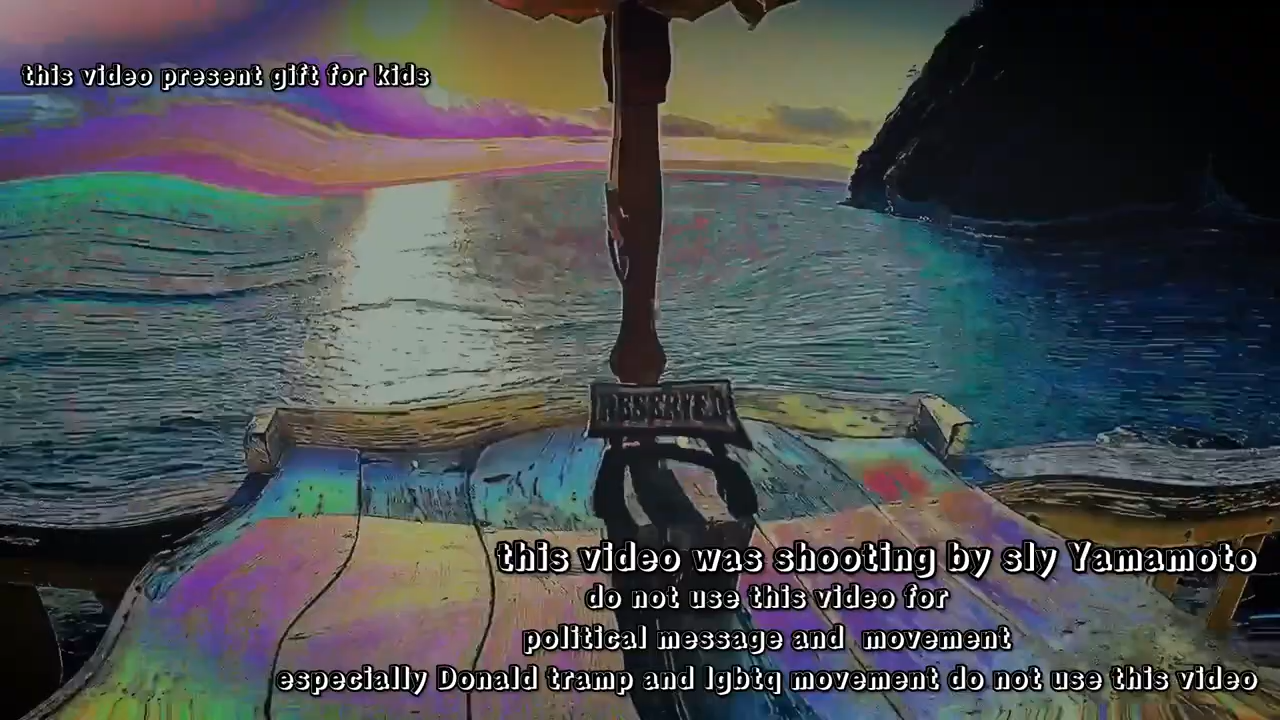 this video present gift for kids
RESERVED
this video was shooting by sly Yamamoto
do not use this video for
political message and movement
especially Donald tramp and lgbtq movement do not use this video